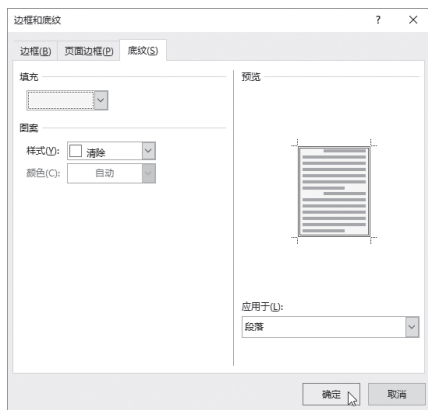 边框和底纹 ?
边框(B) 页面边框(P) 底纹(S)
填充
预览
图案
样式(Y): 清除
颜色(C): 自动
应用于(L):
段落
确定 取消